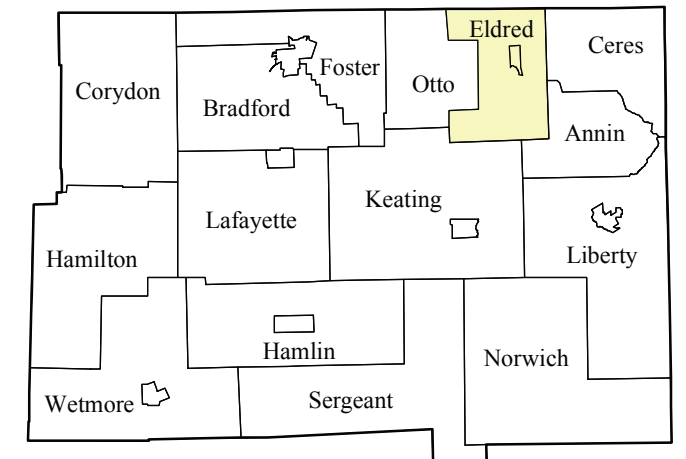 Eldred
Ceres
Foster
Otto
Corydon
Bradford
Annin
Keating
Lafayette
Liberty
Hamilton
Hamlin
Norwich
Sergeant
Wetmore